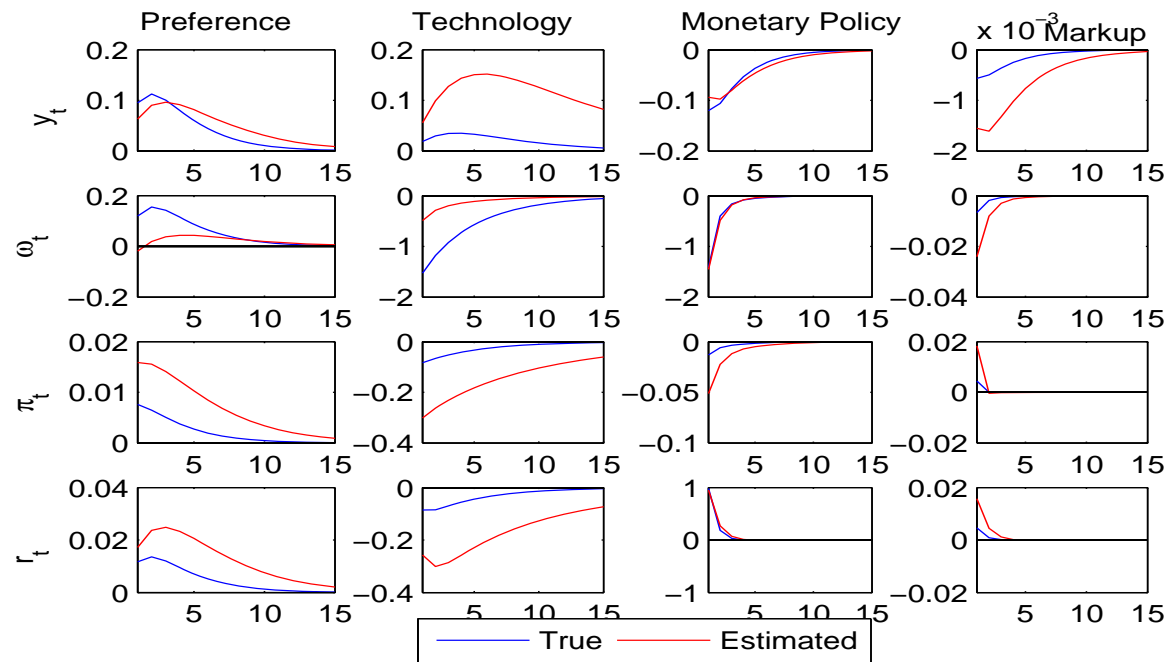 Preference Technology Monetary Policy x 10⁻³ Markup
0.2 0.2 0 0
0.1 0.1 −0.1 −1
0 0 −0.2 −2
y_t
5 10 15 5 10 15 5 10 15 5 10 15
0.2 0 0 0
0 −1 −1 −0.02
−0.2 −2 −2 −0.04
ω_t
5 10 15 5 10 15 5 10 15 5 10 15
0.02 0 0 0.02
0.01 −0.2 −0.05 0
0 −0.4 −0.1 −0.02
π_t
5 10 15 5 10 15 5 10 15 5 10 15
0.04 0 1 0.02
0.02 −0.2 0 0
0 −0.4 −1 −0.02
r_t
5 10 15 5 10 15 5 10 15 5 10 15
True Estimated